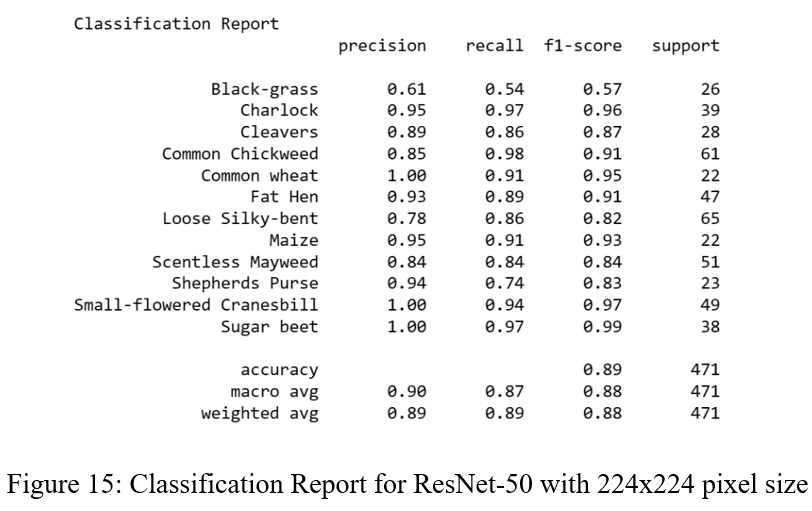 Classification Report
precision recall f1-score support
Black-grass 0.61 0.54 0.57 26
Charlock 0.95 0.97 0.96 39
Cleavers 0.89 0.86 0.87 28
Common Chickweed 0.85 0.98 0.91 61
Common wheat 1.00 0.91 0.95 22
Fat Hen 0.93 0.89 0.91 47
Loose Silky-bent 0.78 0.86 0.82 65
Maize 0.95 0.91 0.93 22
Scentless Mayweed 0.84 0.84 0.84 51
Shepherds Purse 0.94 0.74 0.83 23
Small-flowered Cranesbill 1.00 0.94 0.97 49
Sugar beet 1.00 0.97 0.99 38
accuracy 0.89 471
macro avg 0.90 0.87 0.88 471
weighted avg 0.89 0.89 0.88 471
Figure 15: Classification Report for ResNet-50 with 224x224 pixel size